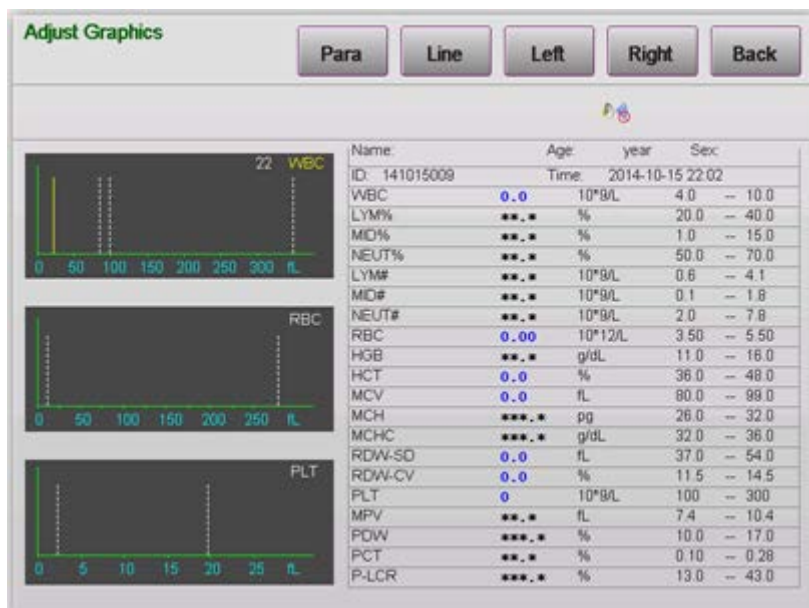 Adjust Graphics
Para Line Left Right Back
22 WBC
0 50 100 150 200 250 300 fL
RBC
0 50 100 150 200 250 fL
PLT
0 5 10 15 20 25 fL
Name: Age: year Sex:
ID: 141015009 Time: 2014-10-15 22:02
WBC 0.0 10*9/L 4.0 -- 10.0
LYM% **.* % 20.0 -- 40.0
MID% **.* % 1.0 -- 15.0
NEUT% **.* % 50.0 -- 70.0
LYM# **.* 10*9/L 0.6 -- 4.1
MID# **.* 10*9/L 0.1 -- 1.8
NEUT# **.* 10*9/L 2.0 -- 7.8
RBC 0.00 10*12/L 3.50 -- 5.50
HGB **.* g/dL 11.0 -- 16.0
HCT 0.0 % 36.0 -- 48.0
MCV 0.0 fL 80.0 -- 99.0
MCH ***.* pg 26.0 -- 32.0
MCHC ***.* g/dL 32.0 -- 36.0
RDW-SD 0.0 fL 37.0 -- 54.0
RDW-CV 0.0 % 11.5 -- 14.5
PLT 0 10*9/L 100 -- 300
MPV **.* fL 7.4 -- 10.4
PDW ***.* % 10.0 -- 17.0
PCT **.* % 0.10 -- 0.28
P-LCR ***.* % 13.0 -- 43.0